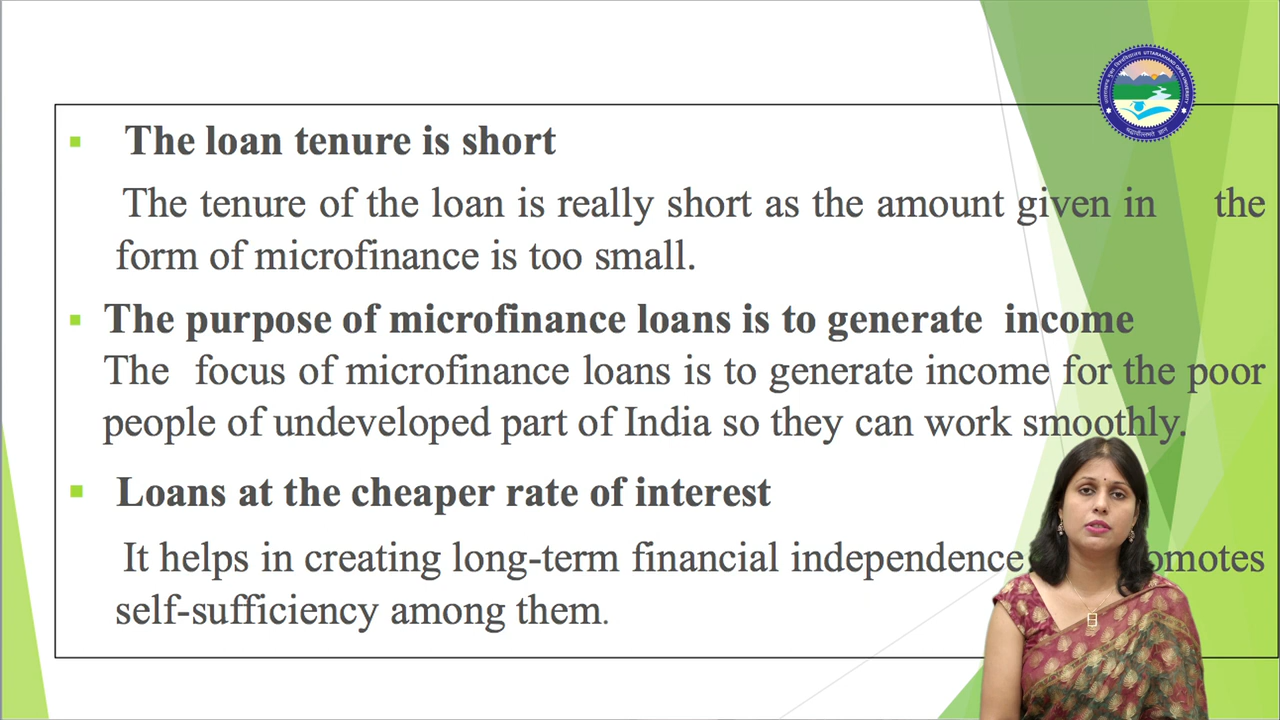 UTTARAKHAND OPEN UNIVERSITY
The loan tenure is short
The tenure of the loan is really short as the amount given in the
form of microfinance is too small.
The purpose of microfinance loans is to generate income
The focus of microfinance loans is to generate income for the poor
people of undeveloped part of India so they can work smoothly.
Loans at the cheaper rate of interest
It helps in creating long-term financial independence
self-sufficiency among them.